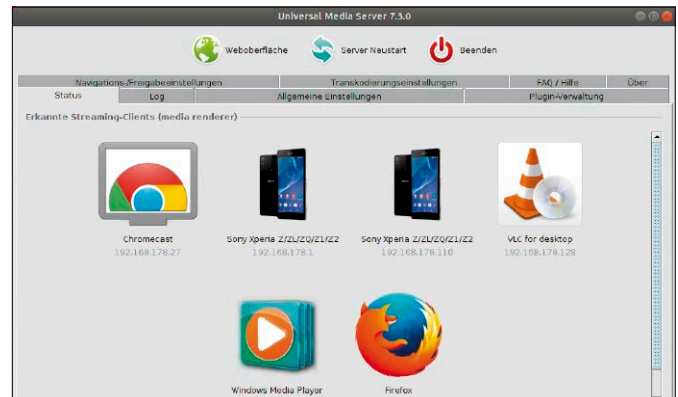 Universal Media Server 7.3.0
Weboberfläche Server Neustart Beenden
Navigations-/Freigabeeinstellungen Transkodierungseinstellungen FAQ / Hilfe Über
Status Log Allgemeine Einstellungen Plugin-Verwaltung
Erkannte Streaming-Clients (media renderer)
Chromecast Sony Xperia Z/ZL/ZQ/Z1/Z2 Sony Xperia Z/ZL/ZQ/Z1/Z2 VLC for desktop
192.168.178.27 192.168.178.1 192.168.178.110 192.168.178.128
Windows Media Player Firefox